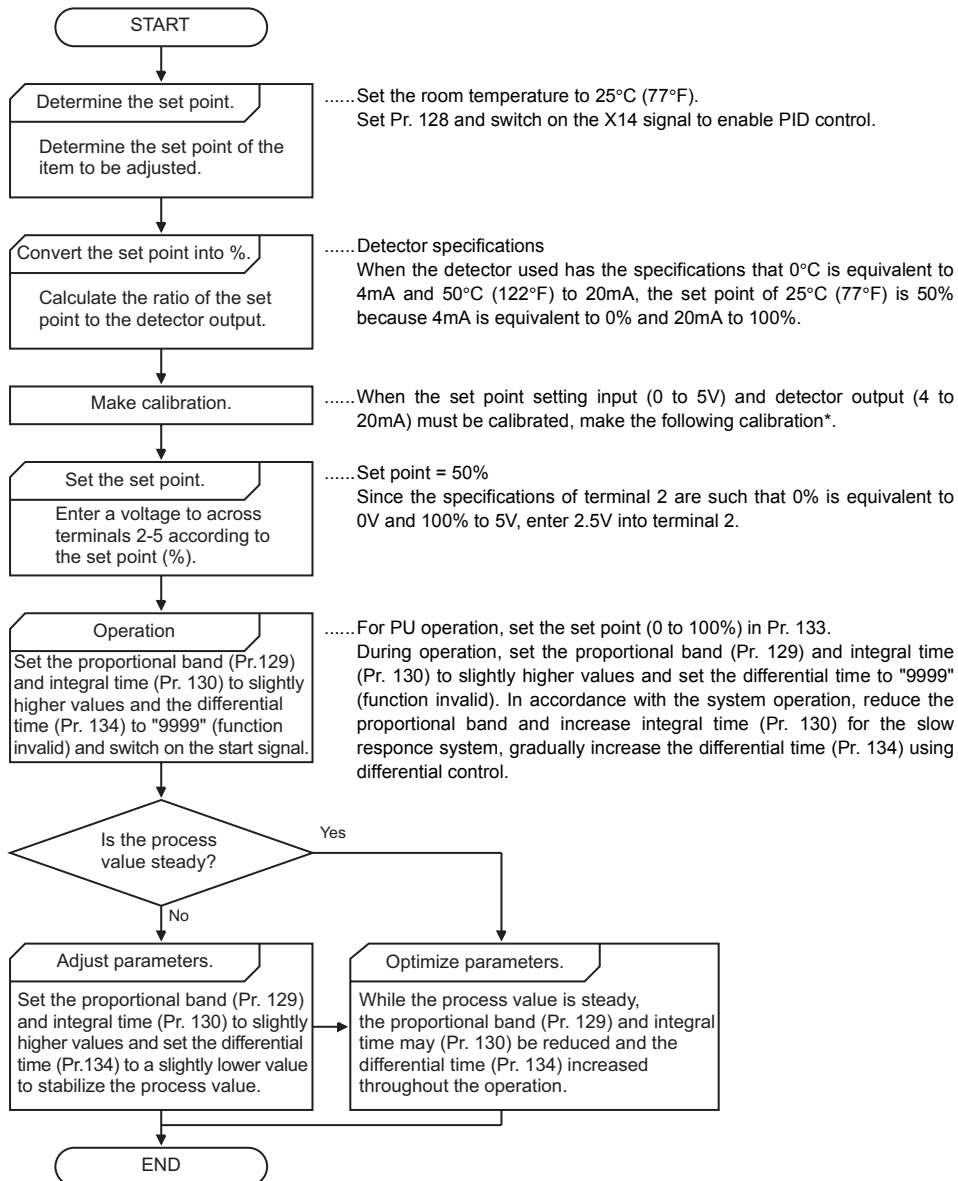 START
Determine the set point.
Determine the set point of the
item to be adjusted.
......Set the room temperature to 25°C (77°F).
Set Pr. 128 and switch on the X14 signal to enable PID control.
Convert the set point into %.
Calculate the ratio of the set
point to the detector output.
......Detector specifications
When the detector used has the specifications that 0°C is equivalent to
4mA and 50°C (122°F) to 20mA, the set point of 25°C (77°F) is 50%
because 4mA is equivalent to 0% and 20mA to 100%.
Make calibration.
......When the set point setting input (0 to 5V) and detector output (4 to
20mA) must be calibrated, make the following calibration*.
Set the set point.
Enter a voltage to across
terminals 2-5 according to
the set point (%).
......Set point = 50%
Since the specifications of terminal 2 are such that 0% is equivalent to
0V and 100% to 5V, enter 2.5V into terminal 2.
Operation
Set the proportional band (Pr.129)
and integral time (Pr. 130) to slightly
higher values and the differential
time (Pr. 134) to "9999" (function
invalid) and switch on the start signal.
......For PU operation, set the set point (0 to 100%) in Pr. 133.
During operation, set the proportional band (Pr. 129) and integral time
(Pr. 130) to slightly higher values and set the differential time to "9999"
(function invalid). In accordance with the system operation, reduce the
proportional band and increase integral time (Pr. 130) for the slow
responce system, gradually increase the differential time (Pr. 134) using
differential control.
Is the process
value steady?
Yes
No
Adjust parameters.
Set the proportional band (Pr. 129)
and integral time (Pr. 130) to slightly
higher values and set the differential
time (Pr.134) to a slightly lower value
to stabilize the process value.
Optimize parameters.
While the process value is steady,
the proportional band (Pr. 129) and integral
time may (Pr. 130) be reduced and the
differential time (Pr. 134) increased
throughout the operation.
END